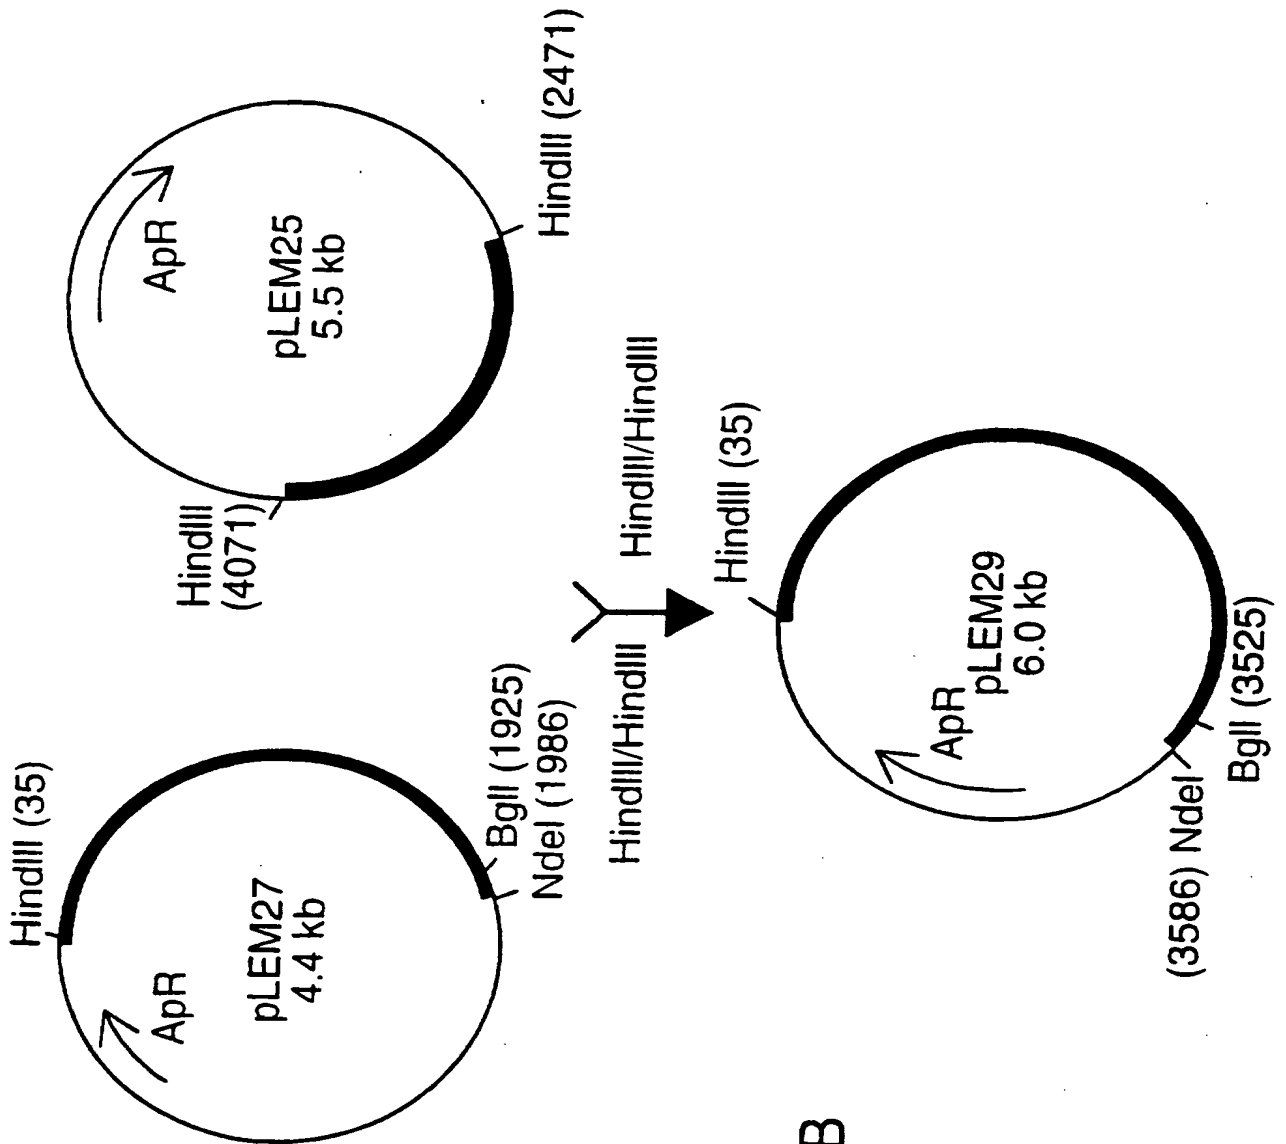 HindIII (35)
ApR
pLEM27
4.4 kb
BglI (1925)
NdeI (1986)
HindIII
(4071)
ApR
pLEM25
5.5 kb
HindIII (2471)
HindIII/HindIII
HindIII/HindIII
HindIII (35)
ApR
pLEM29
6.0 kb
(3586) NdeI
BglI (3525)
B